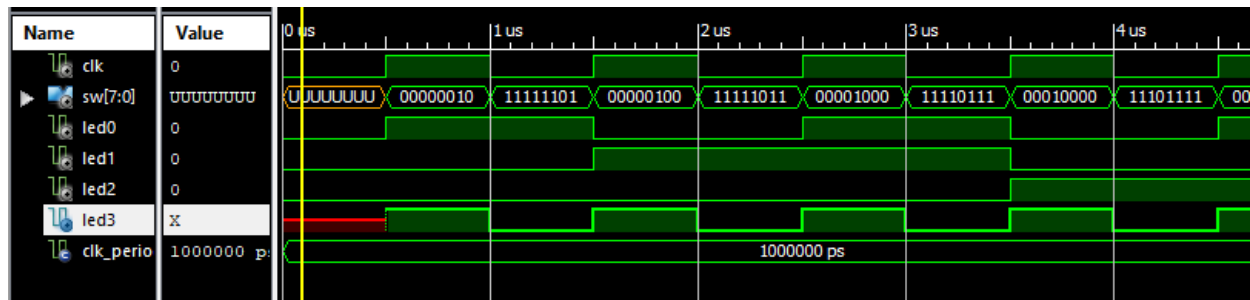 Name Value 0 us 1 us 2 us 3 us 4 us
clk 0
sw[7:0] UUUUUUUU UUUUUUUU 00000010 11111101 00000100 11111011 00001000 11110111 00010000 11101111 00
led0 0
led1 0
led2 0
led3 X
clk_perio 1000000 p: 1000000 ps